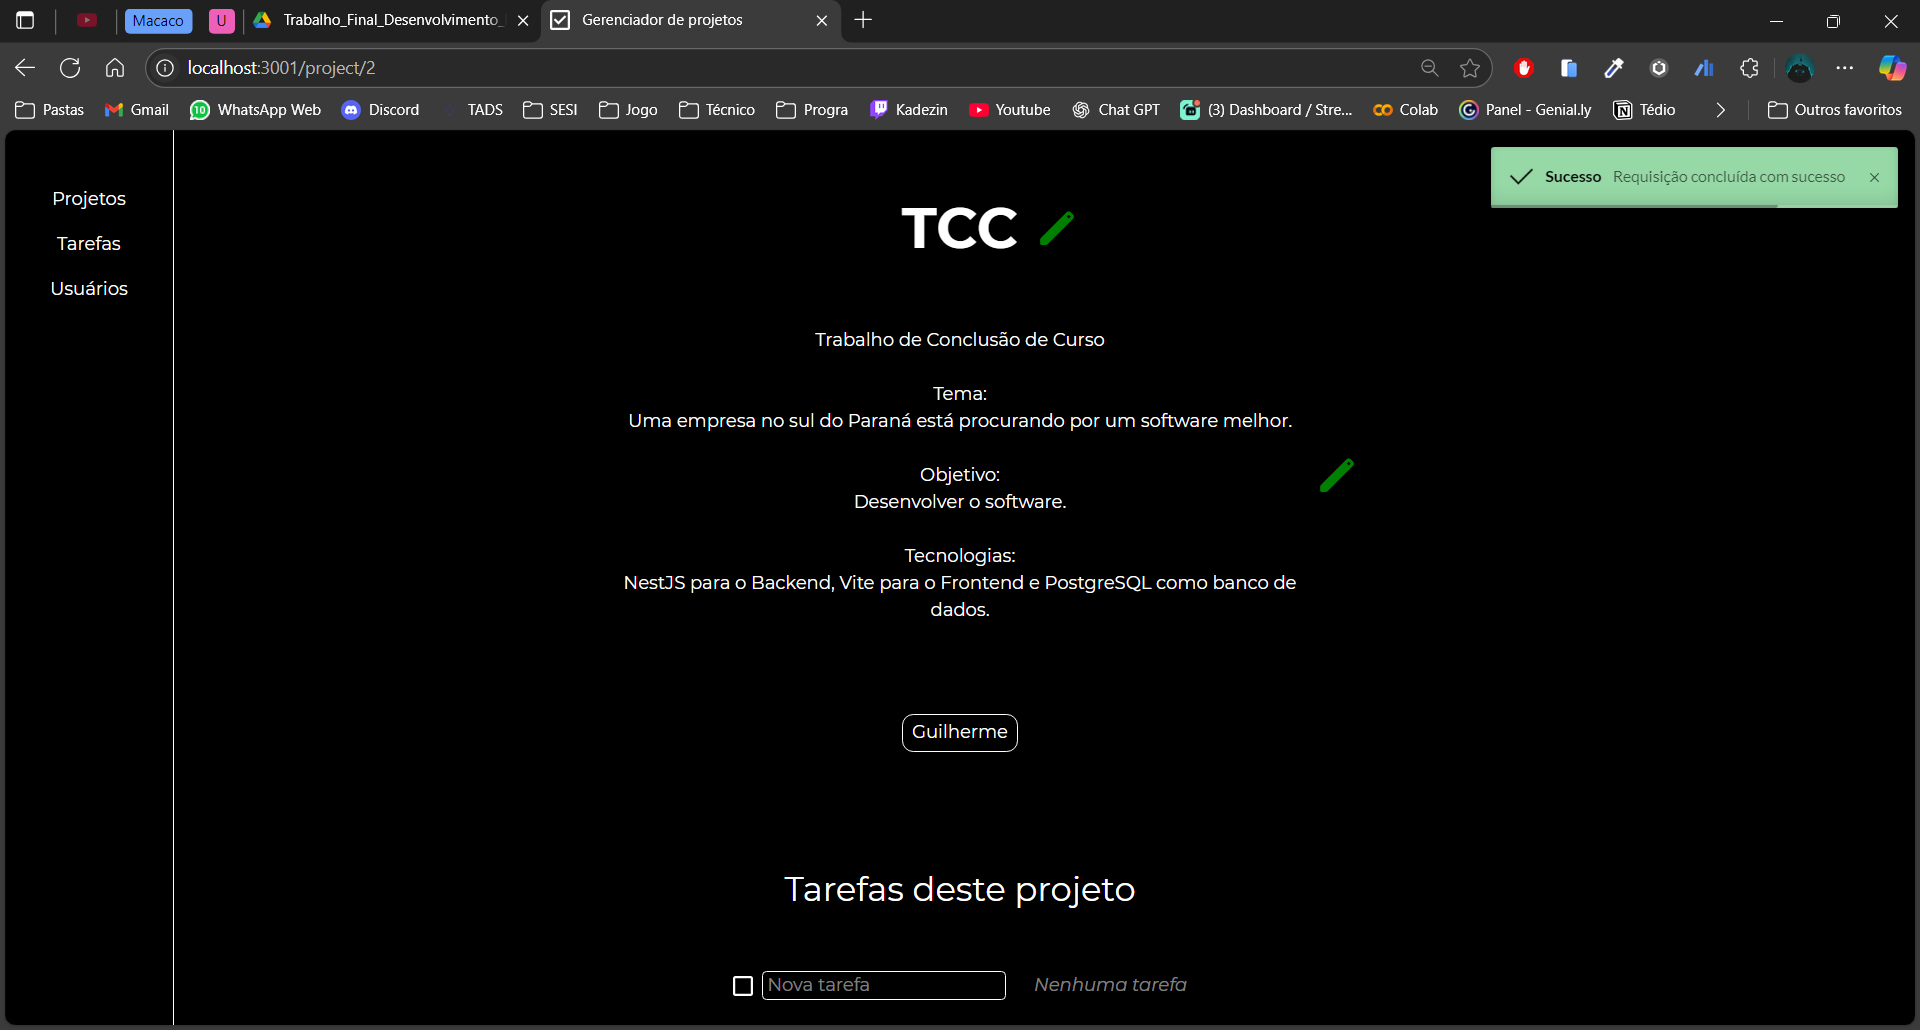 Macaco
U
Trabalho_Final_Desenvolvimento_
Gerenciador de projetos
localhost:3001/project/2
Pastas
Gmail
10
WhatsApp Web
Discord
TADS
SESI
Jogo
Técnico
Progra
Kadezin
Youtube
Chat GPT
(3) Dashboard / Stre...
Colab
Panel - Genial.ly
Tédio
Outros favoritos
Projetos
Tarefas
Usuários
Sucesso Requisição concluída com sucesso
TCC
Trabalho de Conclusão de Curso
Tema:
Uma empresa no sul do Paraná está procurando por um software melhor.
Objetivo:
Desenvolver o software.
Tecnologias:
NestJS para o Backend, Vite para o Frontend e PostgreSQL como banco de
dados.
Guilherme
Tarefas deste projeto
Nova tarefa
Nenhuma tarefa